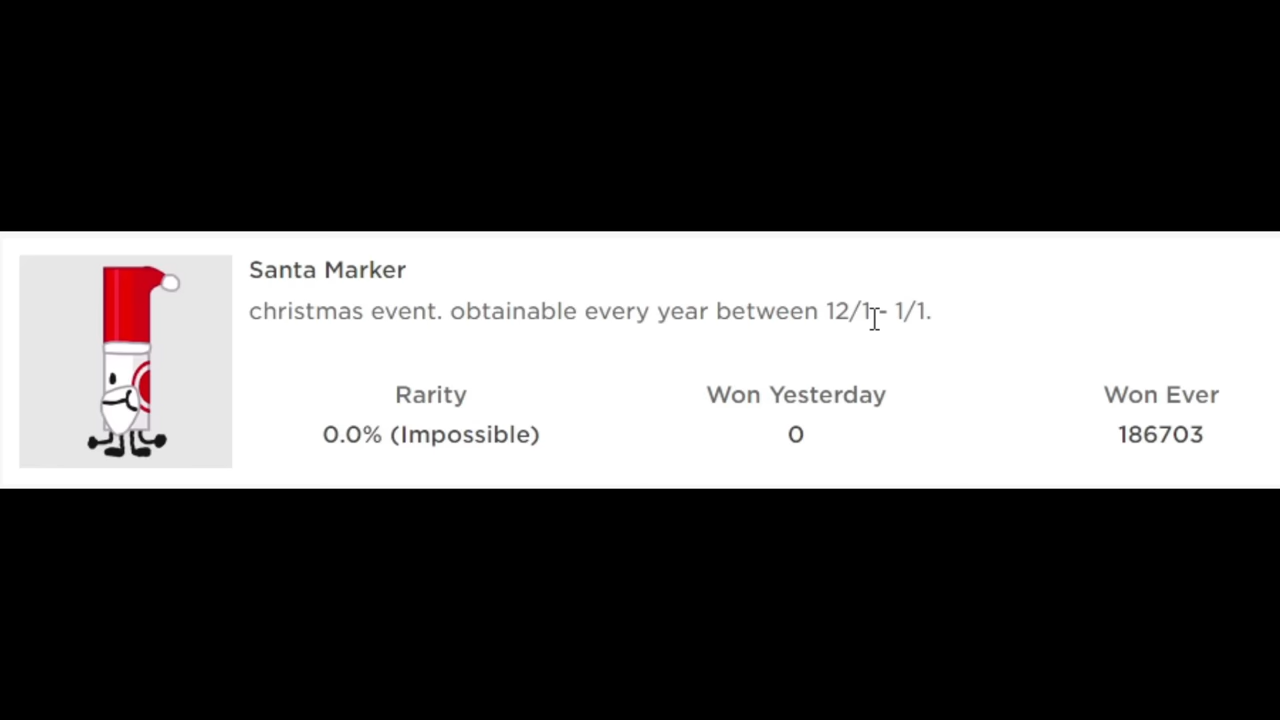 Santa Marker
christmas event. obtainable every year between 12/1 - 1/1.
Rarity Won Yesterday Won Ever
0.0% (Impossible) 0 186703